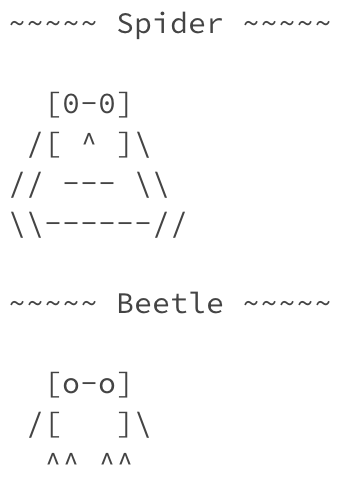 ~~~~~ Spider ~~~~~

  [0-0]
 /[ ^ ]\
// --- \\
\\------//

~~~~~ Beetle ~~~~~

  [o-o]
 /[   ]\
  ^^ ^^